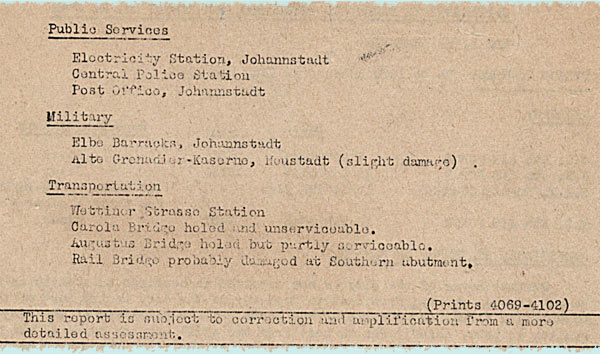 Public Services
Electricity Station, Johannstadt
Central Police Station
Post Office, Johannstadt
Military
Elbe Barracks, Johannstadt
Alte Grenadier-Kaserne, Neustadt (slight damage) .
Transportation
Wettiner Strasse Station
Carola Bridge holed and unserviceable.
Augustus Bridge holed but partly serviceable.
Rail Bridge probably damaged at Southern abutment.
(Prints 4069-4102)
This report is subject to correction and amplification from a more
detailed assessment.